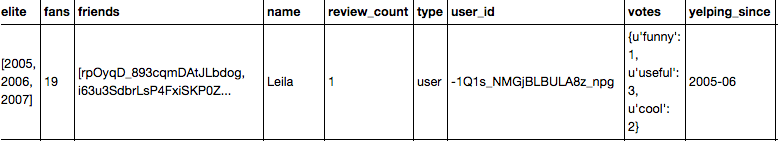 elite fans friends name review_count type user_id votes yelping_since
[2005, 2006, 2007] 19 [rpOyqD_893cqmDAtJLbdog, i63u3SdbrLsP4FxiSKP0Z... Leila 1 user -1Q1s_NMGjBLBULA8z_npg {u'funny': 1, u'useful': 3, u'cool': 2} 2005-06